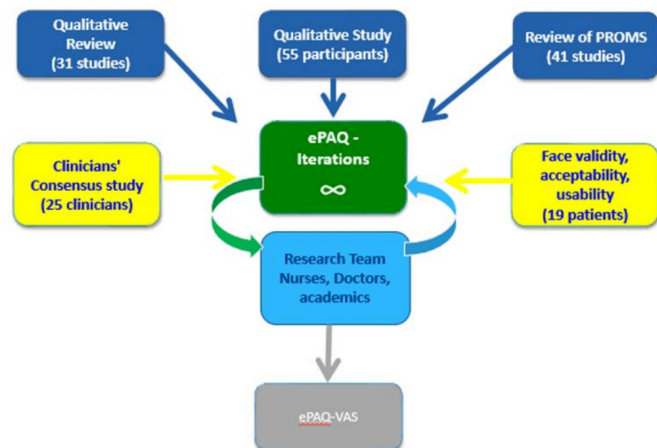 Qualitative
Review
(31 studies)
Qualitative Study
(55 participants)
Review of PROMS
(41 studies)
ePAQ -
Iterations
∞
Clinicians'
Consensus study
(25 clinicians)
Face validity,
acceptability,
usability
(19 patients)
Research Team
Nurses, Doctors,
academics
ePAQ-VAS